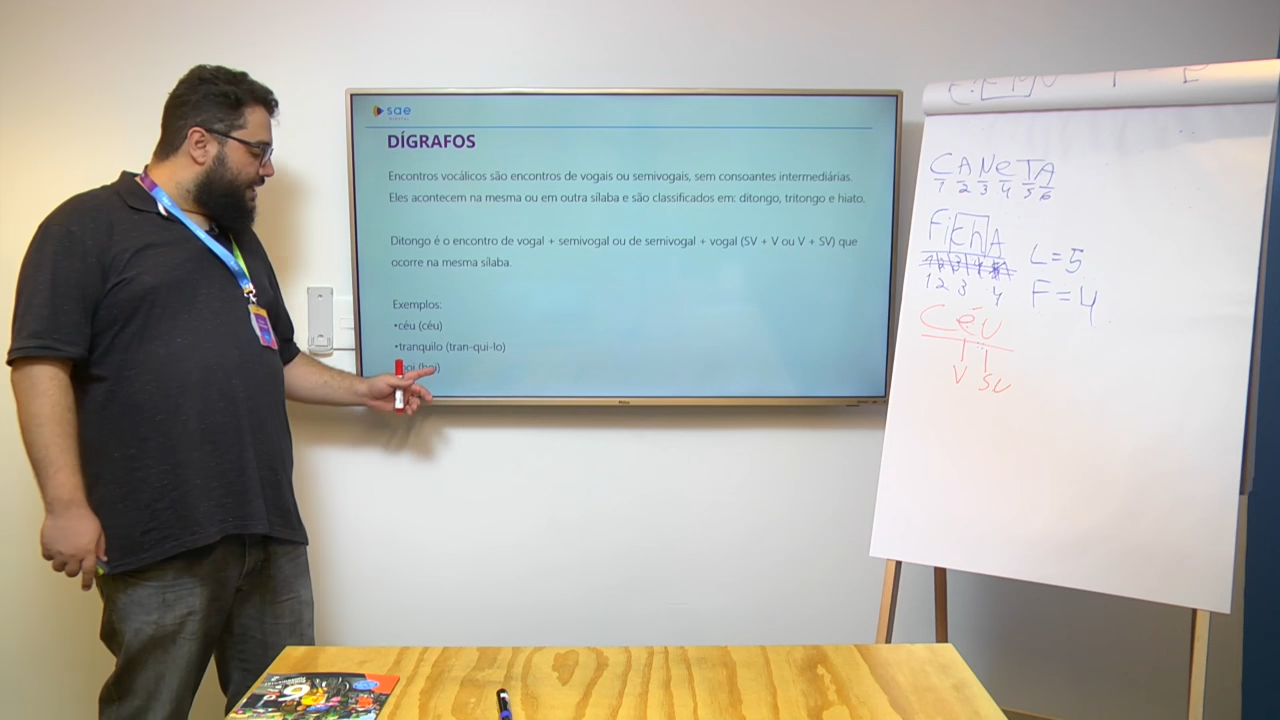 sae
DIGITAL
DÍGRAFOS
Encontros vocálicos são encontros de vogais ou semivogais, sem consoantes intermediárias.
Eles acontecem na mesma ou em outra sílaba e são classificados em: ditongo, tritongo e hiato.
Ditongo é o encontro de vogal + semivogal ou de semivogal + vogal (SV + V ou V + SV) que
ocorre na mesma sílaba.
Exemplos:
•céu (céu)
•tranquilo (tran-qui-lo)
CANeTA
1 2 3 4 5 6
FichA
1 2 3 4
L=5
F=4
Céu
V SV